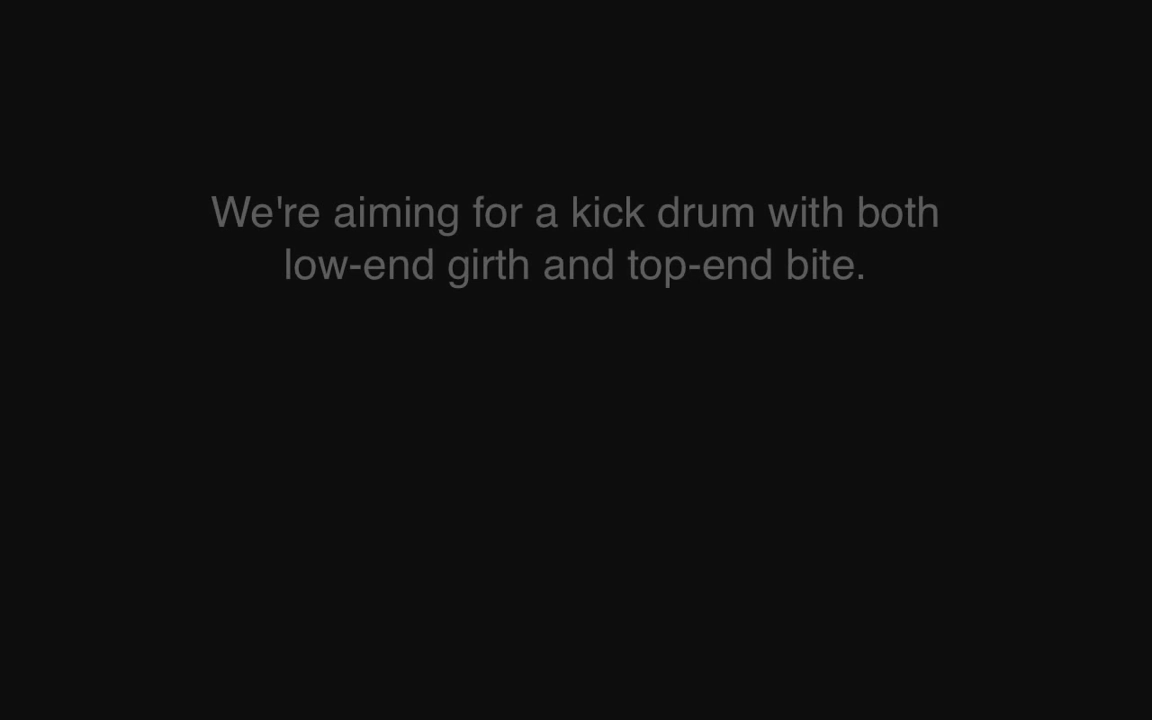 We're aiming for a kick drum with both
low-end girth and top-end bite.